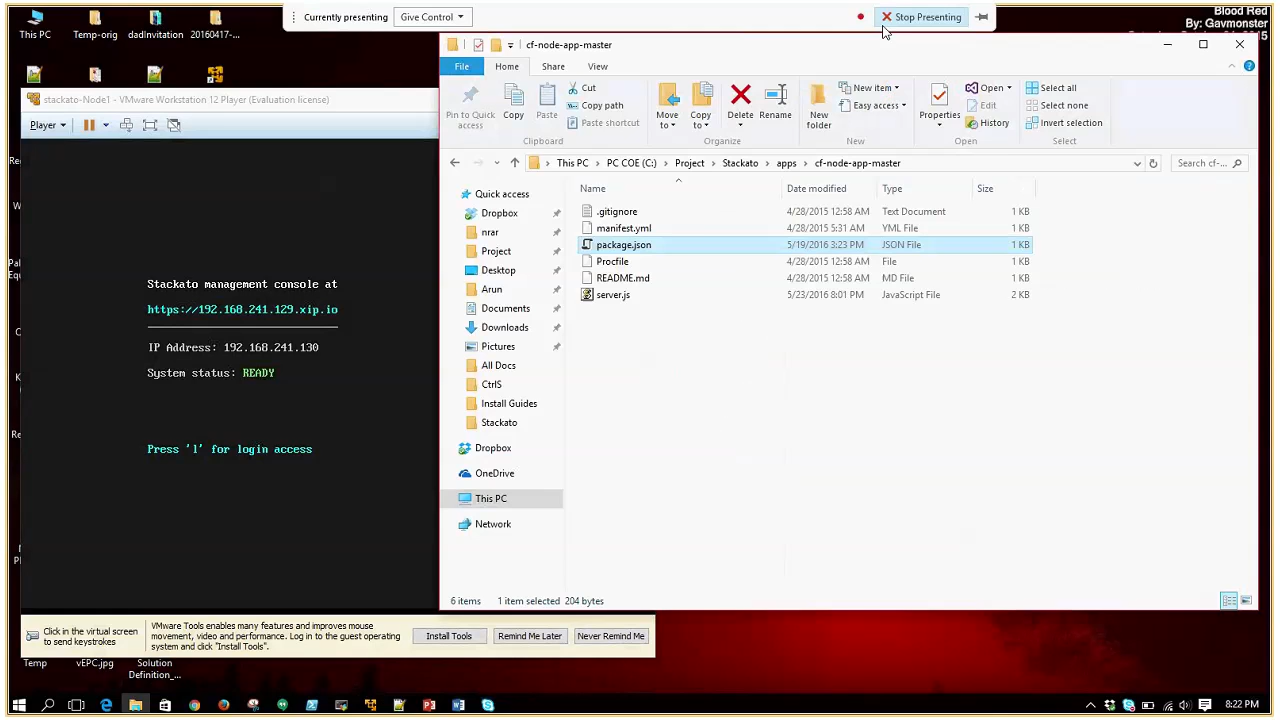 Currently presenting
Give Control
Stop Presenting
Blood Red
By: Gavmonster
This PC
Temp-orig
dadInvitation
20160417-...
cf-node-app-master
File
Home
Share
View
Pin to Quick access
Copy
Paste
Cut
Copy path
Paste shortcut
Clipboard
Move to
Copy to
Delete
Rename
Organize
New folder
New item
Easy access
New
Properties
Open
Edit
History
Open
Select all
Select none
Invert selection
Select
This PC
PC COE (C:)
Project
Stackato
apps
cf-node-app-master
Search cf-...
stackato-Node1 - VMware Workstation 12 Player (Evaluation license)
Player
Stackato management console at
https://192.168.241.129.xip.io
IP Address: 192.168.241.130
System status: READY
Press 'l' for login access
Quick access
Dropbox
nrar
Project
Desktop
Arun
Documents
Downloads
Pictures
All Docs
CtrlS
Install Guides
Stackato
Dropbox
OneDrive
This PC
Network
Name Date modified Type Size
.gitignore 4/28/2015 12:58 AM Text Document 1 KB
manifest.yml 4/28/2015 5:31 AM YML File 1 KB
package.json 5/19/2016 3:23 PM JSON File 1 KB
Procfile 4/28/2015 12:58 AM File 1 KB
README.md 4/28/2015 12:58 AM MD File 1 KB
server.js 5/23/2016 8:01 PM JavaScript File 2 KB
6 items 1 item selected 204 bytes
Click in the virtual screen
to send keystrokes
VMware Tools enables many features and improves mouse
movement, video and performance. Log in to the guest operating
system and click "Install Tools".
Install Tools
Remind Me Later
Never Remind Me
Temp
vEPC.jpg
Solution
Definition_...
8:22 PM